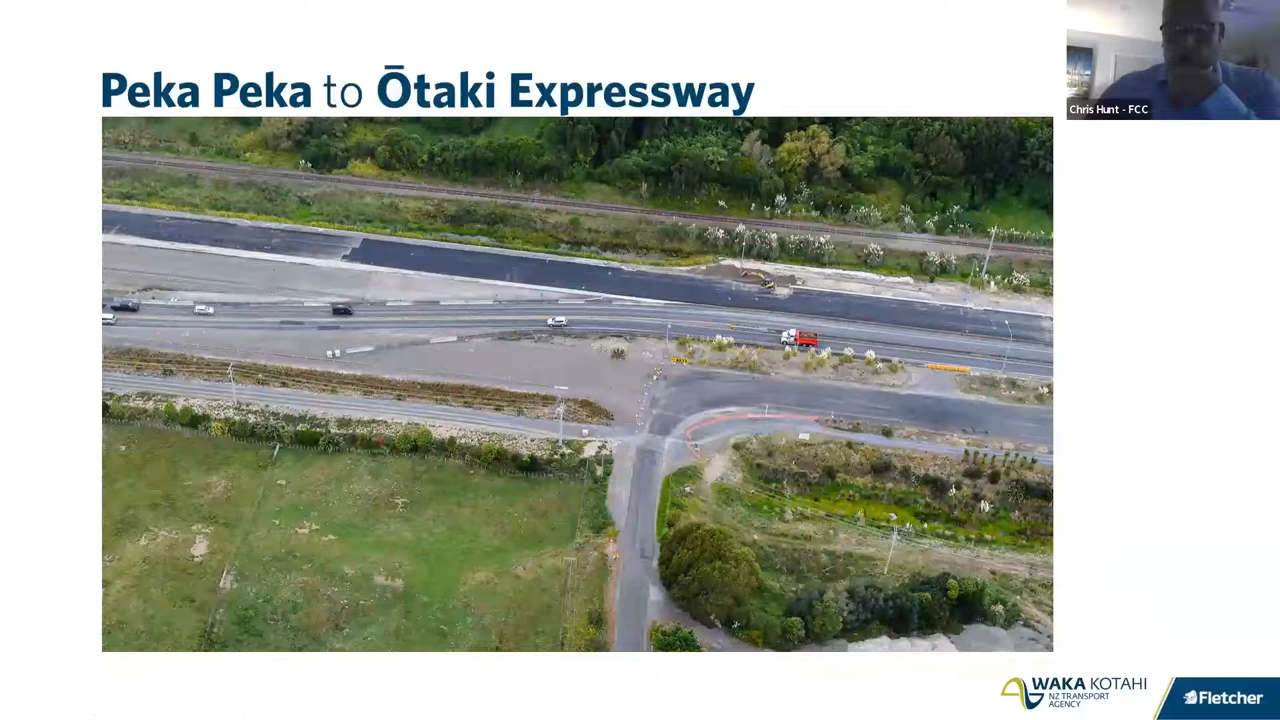 Peka Peka to Ōtaki Expressway
Chris Hunt - FCC
WAKA KOTAHI
NZ TRANSPORT
AGENCY
Fletcher